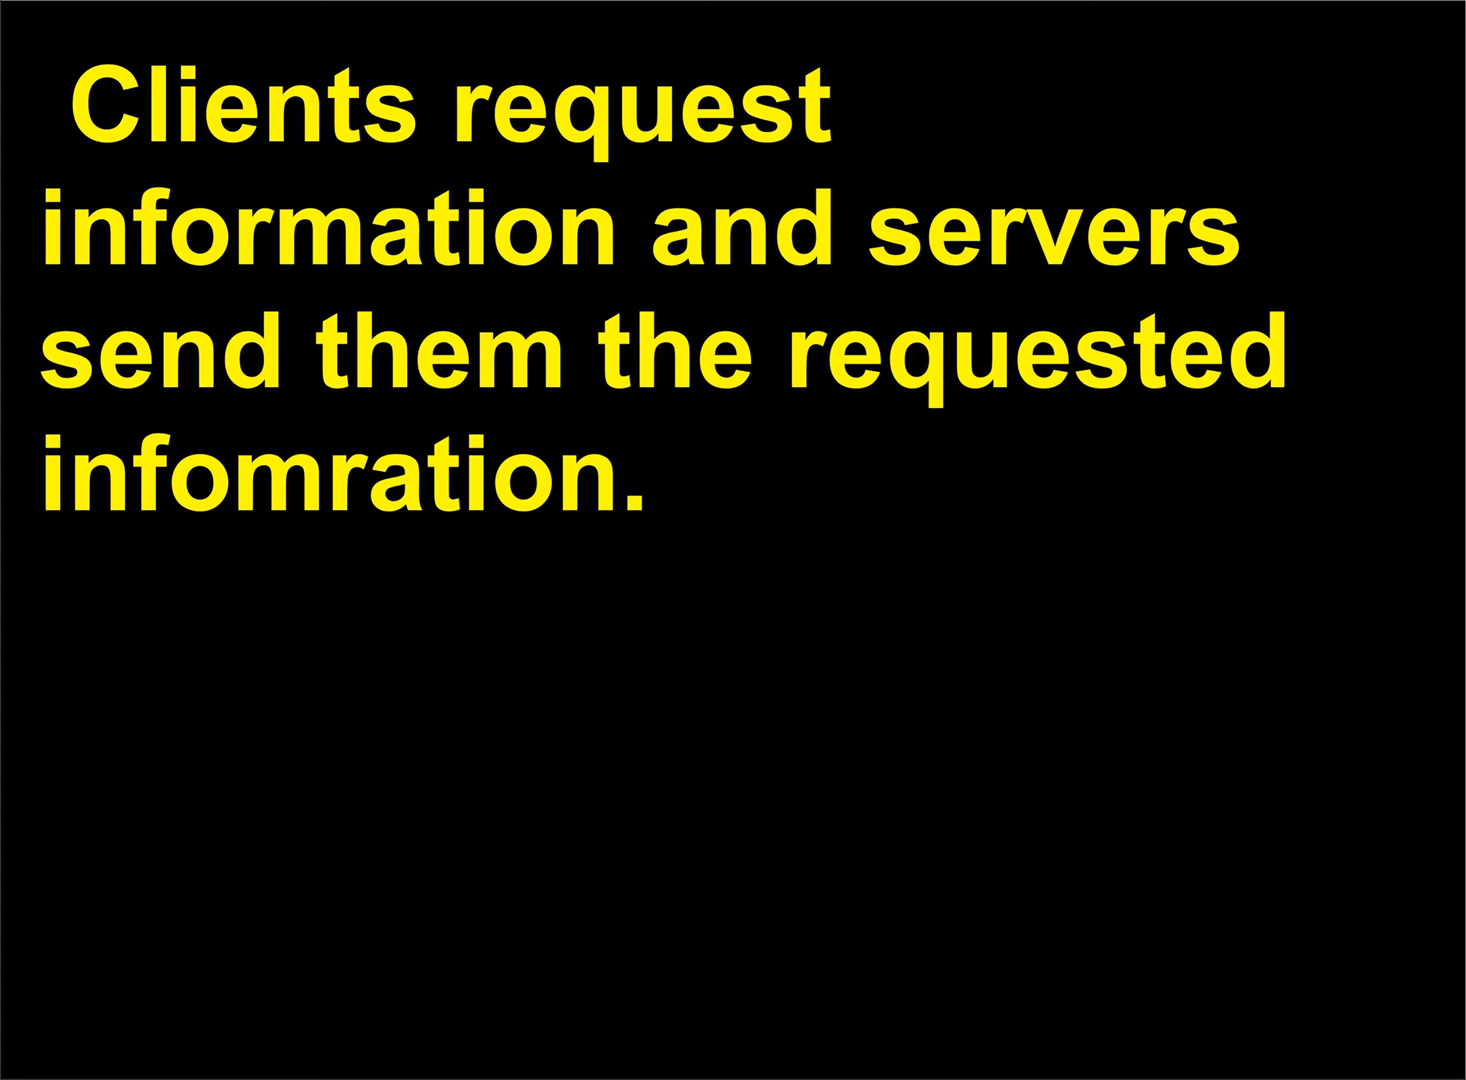 Clients request
information and servers
send them the requested
infomration.